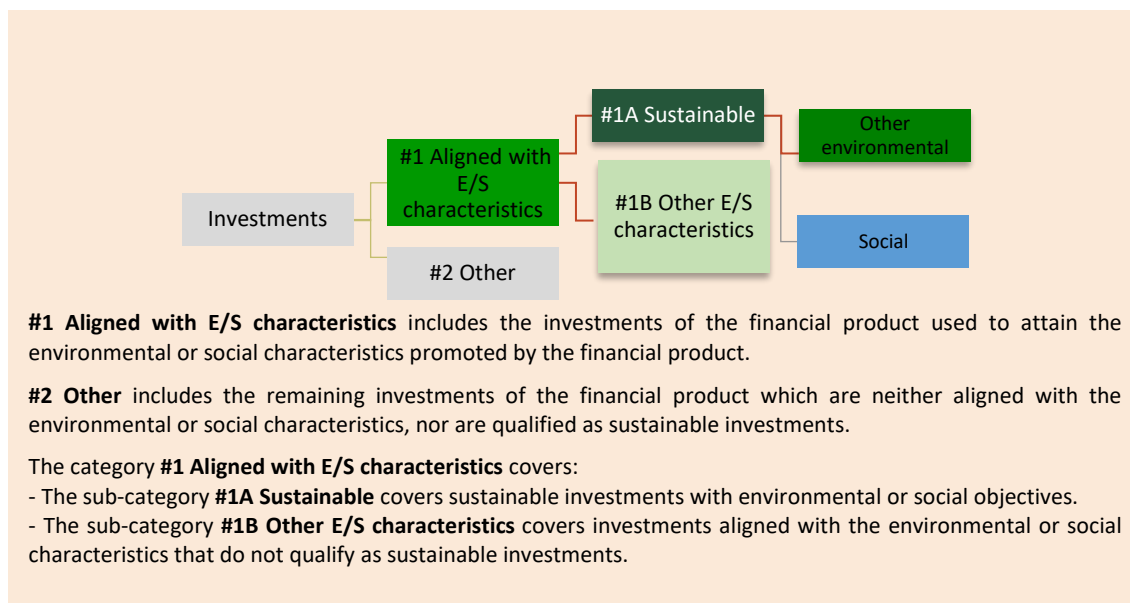 #1A Sustainable
Other
environmental
#1 Aligned with
E/S
characteristics
#1B Other E/S
characteristics
Investments
Social
#2 Other
#1 Aligned with E/S characteristics includes the investments of the financial product used to attain the
environmental or social characteristics promoted by the financial product.
#2 Other includes the remaining investments of the financial product which are neither aligned with the
environmental or social characteristics, nor are qualified as sustainable investments.
The category #1 Aligned with E/S characteristics covers:
- The sub-category #1A Sustainable covers sustainable investments with environmental or social objectives.
- The sub-category #1B Other E/S characteristics covers investments aligned with the environmental or social
characteristics that do not qualify as sustainable investments.